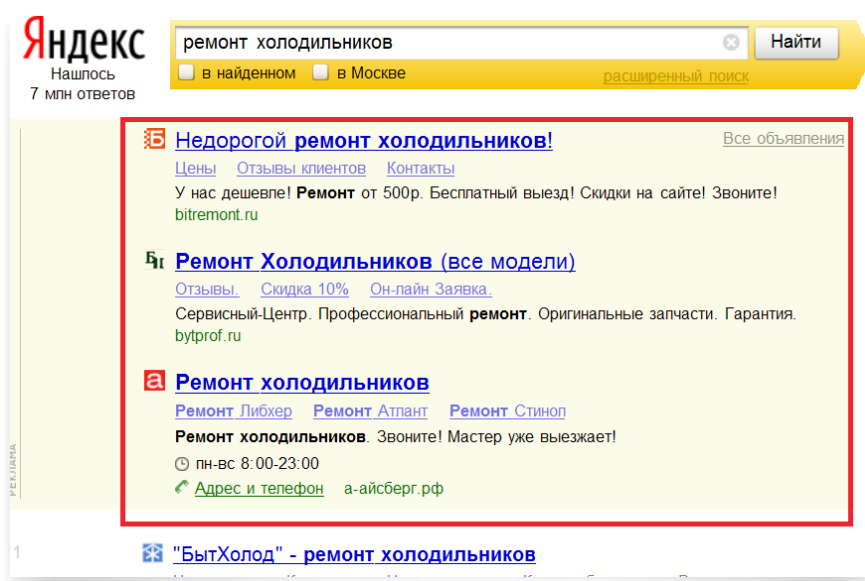 Яндекс
ремонт холодильников
Найти
в найденном в Москве
расширенный поиск
Нашлось
7 млн ответов
Недорогой ремонт холодильников!
Все объявления
Цены Отзывы клиентов Контакты
У нас дешевле! Ремонт от 500р. Бесплатный выезд! Скидки на сайте! Звоните!
bitremont.ru
Ремонт Холодильников (все модели)
Отзывы. Скидка 10% Он-лайн Заявка.
Сервисный-Центр. Профессиональный ремонт. Оригинальные запчасти. Гарантия.
bytprof.ru
Ремонт холодильников
Ремонт Либхер Ремонт Атлант Ремонт Стинол
Ремонт холодильников. Звоните! Мастер уже выезжает!
пн-вс 8:00-23:00
Адрес и телефон а-айсберг.рф
РЕКЛАМА
1
"БытХолод" - ремонт холодильников